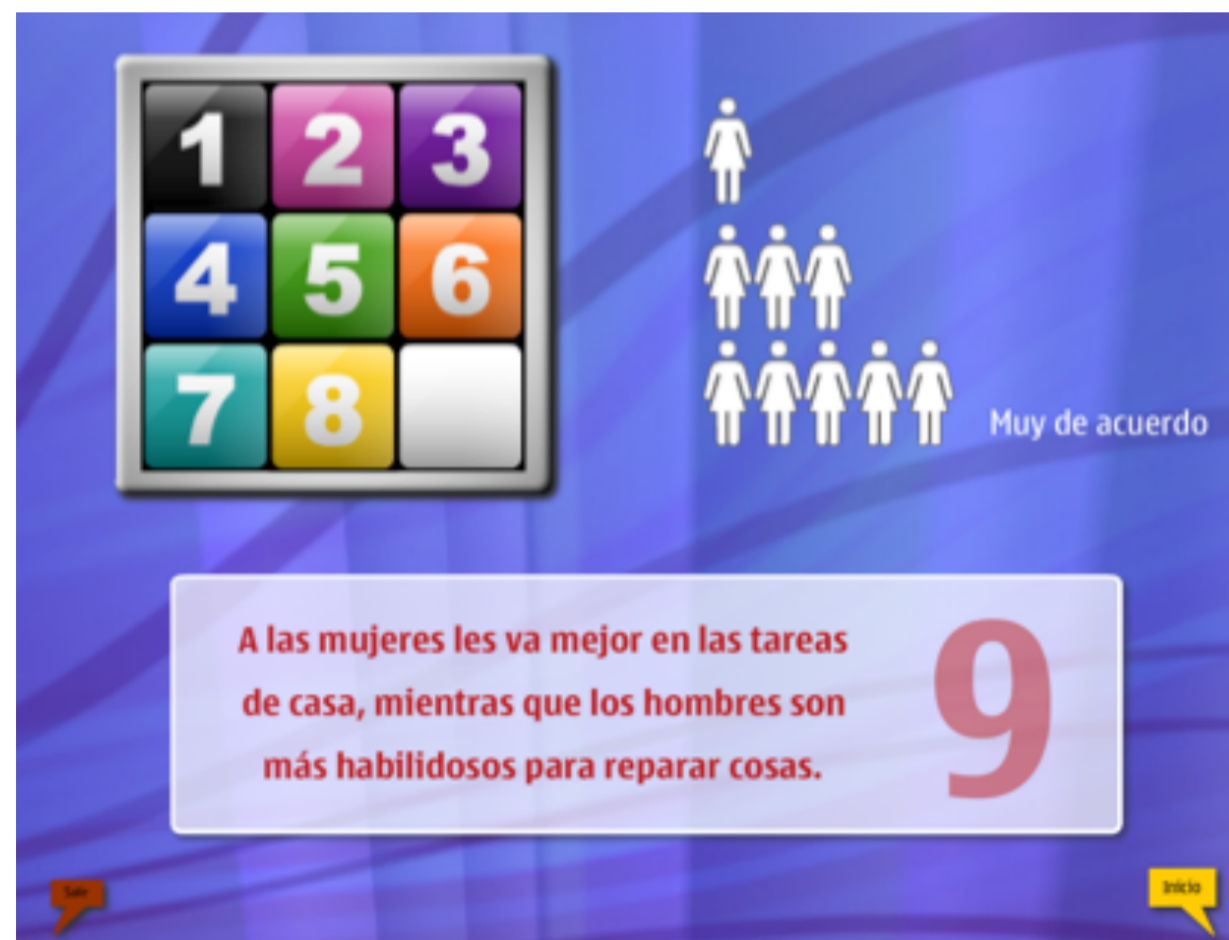 1 2 3
4 5 6
7 8
Muy de acuerdo
A las mujeres les va mejor en las tareas
de casa, mientras que los hombres son
más habilidosos para reparar cosas.
9
Salir
Inicio